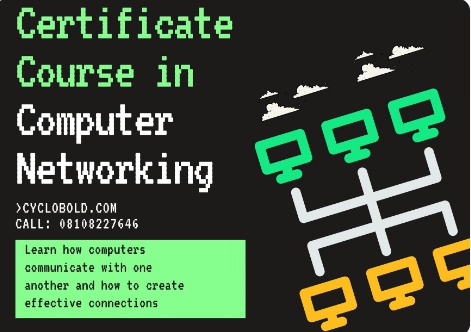 Certificate
Course in
Computer
Networking
>CYCLOBOLD.COM
CALL: 08108227646
Learn how computers
communicate with one
another and how to create
effective connections